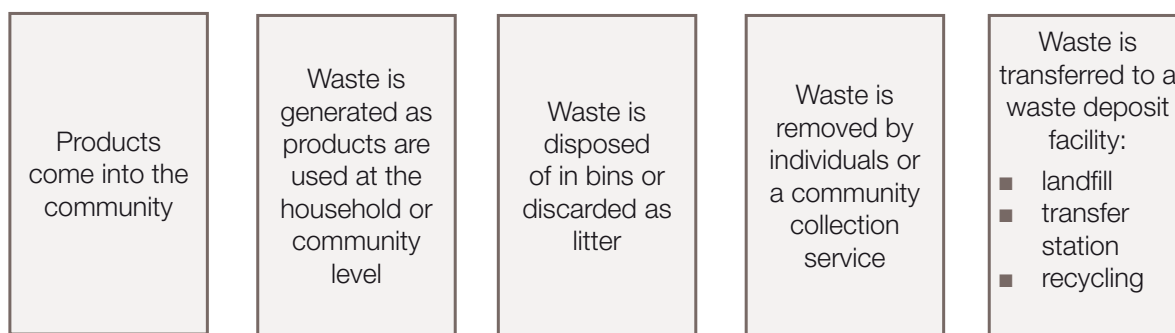 Products
come into the
community
Waste is
generated as
products are
used at the
household or
community
level
Waste is
disposed
of in bins or
discarded as
litter
Waste is
removed by
individuals or
a community
collection
service
Waste is
transferred to a
waste deposit
facility:
■ landfill
■ transfer
station
■ recycling